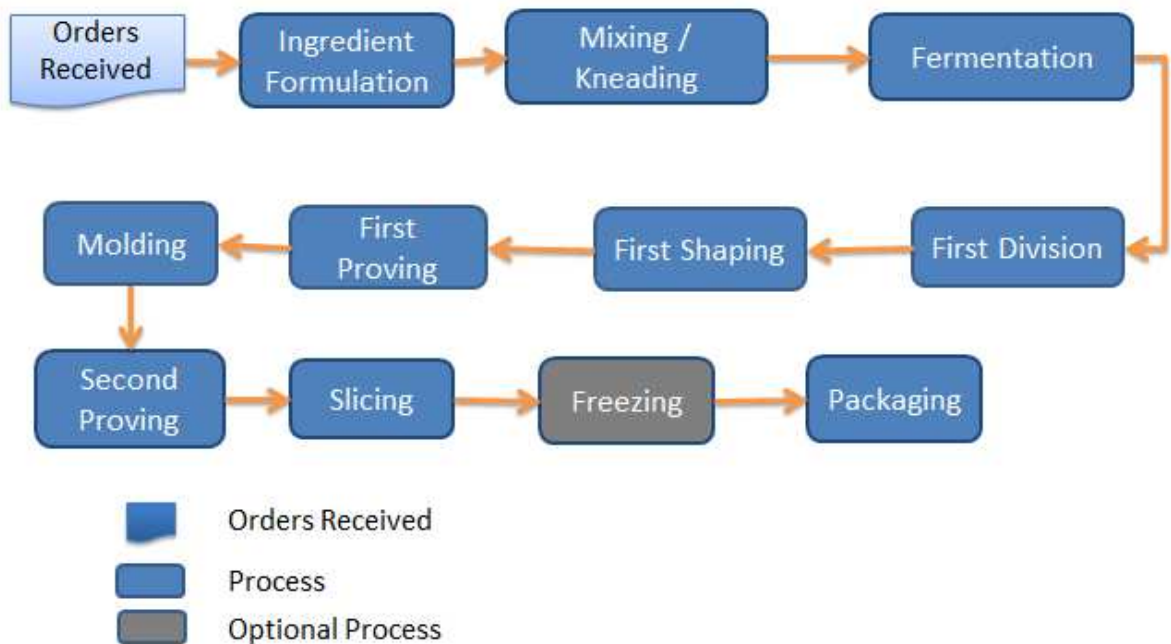 Orders
Received
Ingredient
Formulation
Mixing /
Kneading
Fermentation
Molding
First
Proving
First Shaping
First Division
Second
Proving
Slicing
Freezing
Packaging
Orders Received
Process
Optional Process